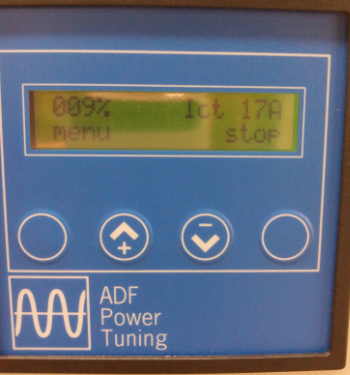 009% Ict 17A
menu stop
+
−
ADF
Power
Tuning